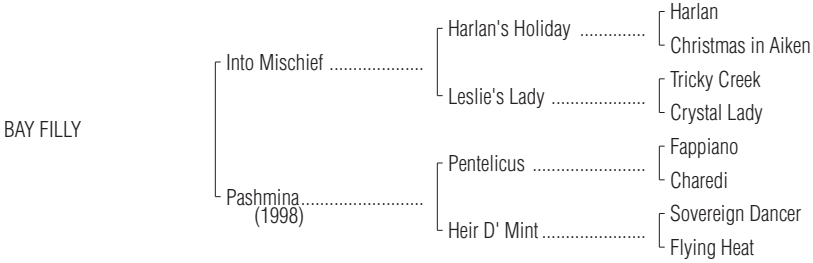 Harlan
Harlan's Holiday ..............
Christmas in Aiken
Into Mischief ....................
Tricky Creek
Leslie's Lady ....................
Crystal Lady
BAY FILLY
Fappiano
Pentelicus ........................
Charedi
Pashmina..........................
(1998)
Sovereign Dancer
Heir D' Mint ......................
Flying Heat